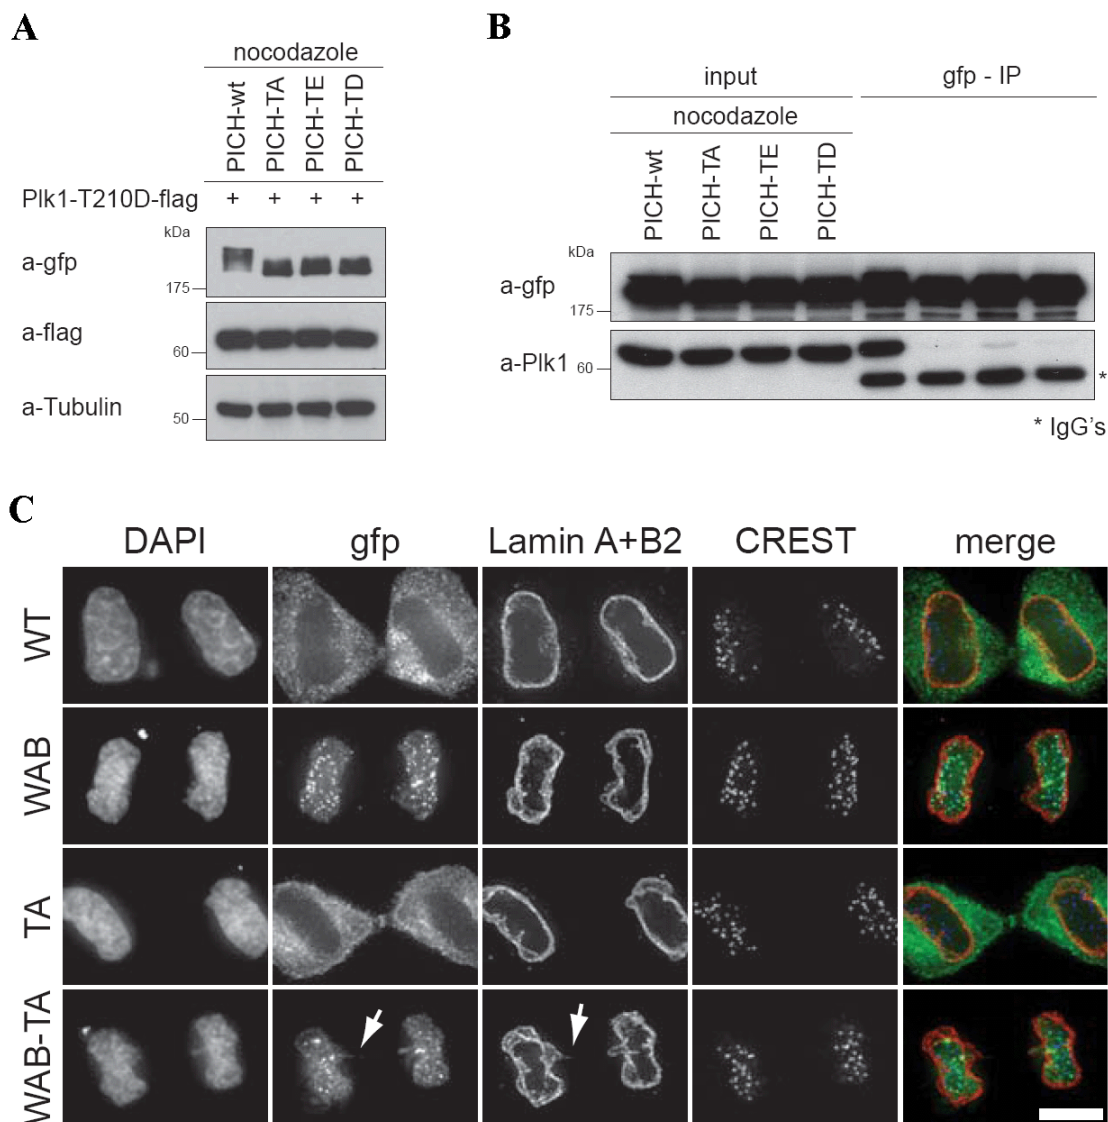 A
nocodazole
PICH-wt
PICH-TA
PICH-TE
PICH-TD
Plk1-T210D-flag + + + +
kDa
a-gfp
175
a-flag
60
a-Tubulin
50
B
input gfp - IP
nocodazole
PICH-wt
PICH-TA
PICH-TE
PICH-TD
kDa
a-gfp
175
a-Plk1
60
*
* IgG's
C
DAPI gfp Lamin A+B2 CREST merge
WT
WAB
TA
WAB-TA